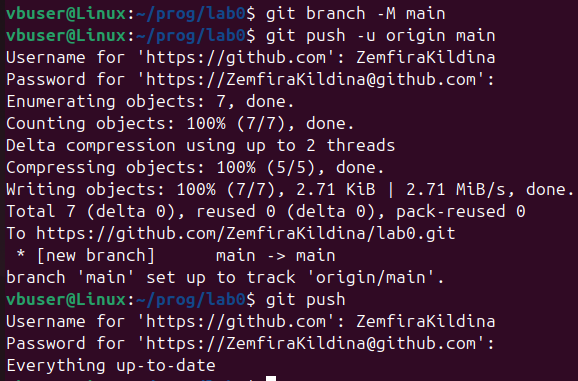 vbuser@Linux:~/prog/lab0$ git branch -M main
vbuser@Linux:~/prog/lab0$ git push -u origin main
Username for 'https://github.com': ZemfiraKildina
Password for 'https://ZemfiraKildina@github.com':
Enumerating objects: 7, done.
Counting objects: 100% (7/7), done.
Delta compression using up to 2 threads
Compressing objects: 100% (5/5), done.
Writing objects: 100% (7/7), 2.71 KiB | 2.71 MiB/s, done.
Total 7 (delta 0), reused 0 (delta 0), pack-reused 0
To https://github.com/ZemfiraKildina/lab0.git
 * [new branch]      main -> main
branch 'main' set up to track 'origin/main'.
vbuser@Linux:~/prog/lab0$ git push
Username for 'https://github.com': ZemfiraKildina
Password for 'https://ZemfiraKildina@github.com':
Everything up-to-date